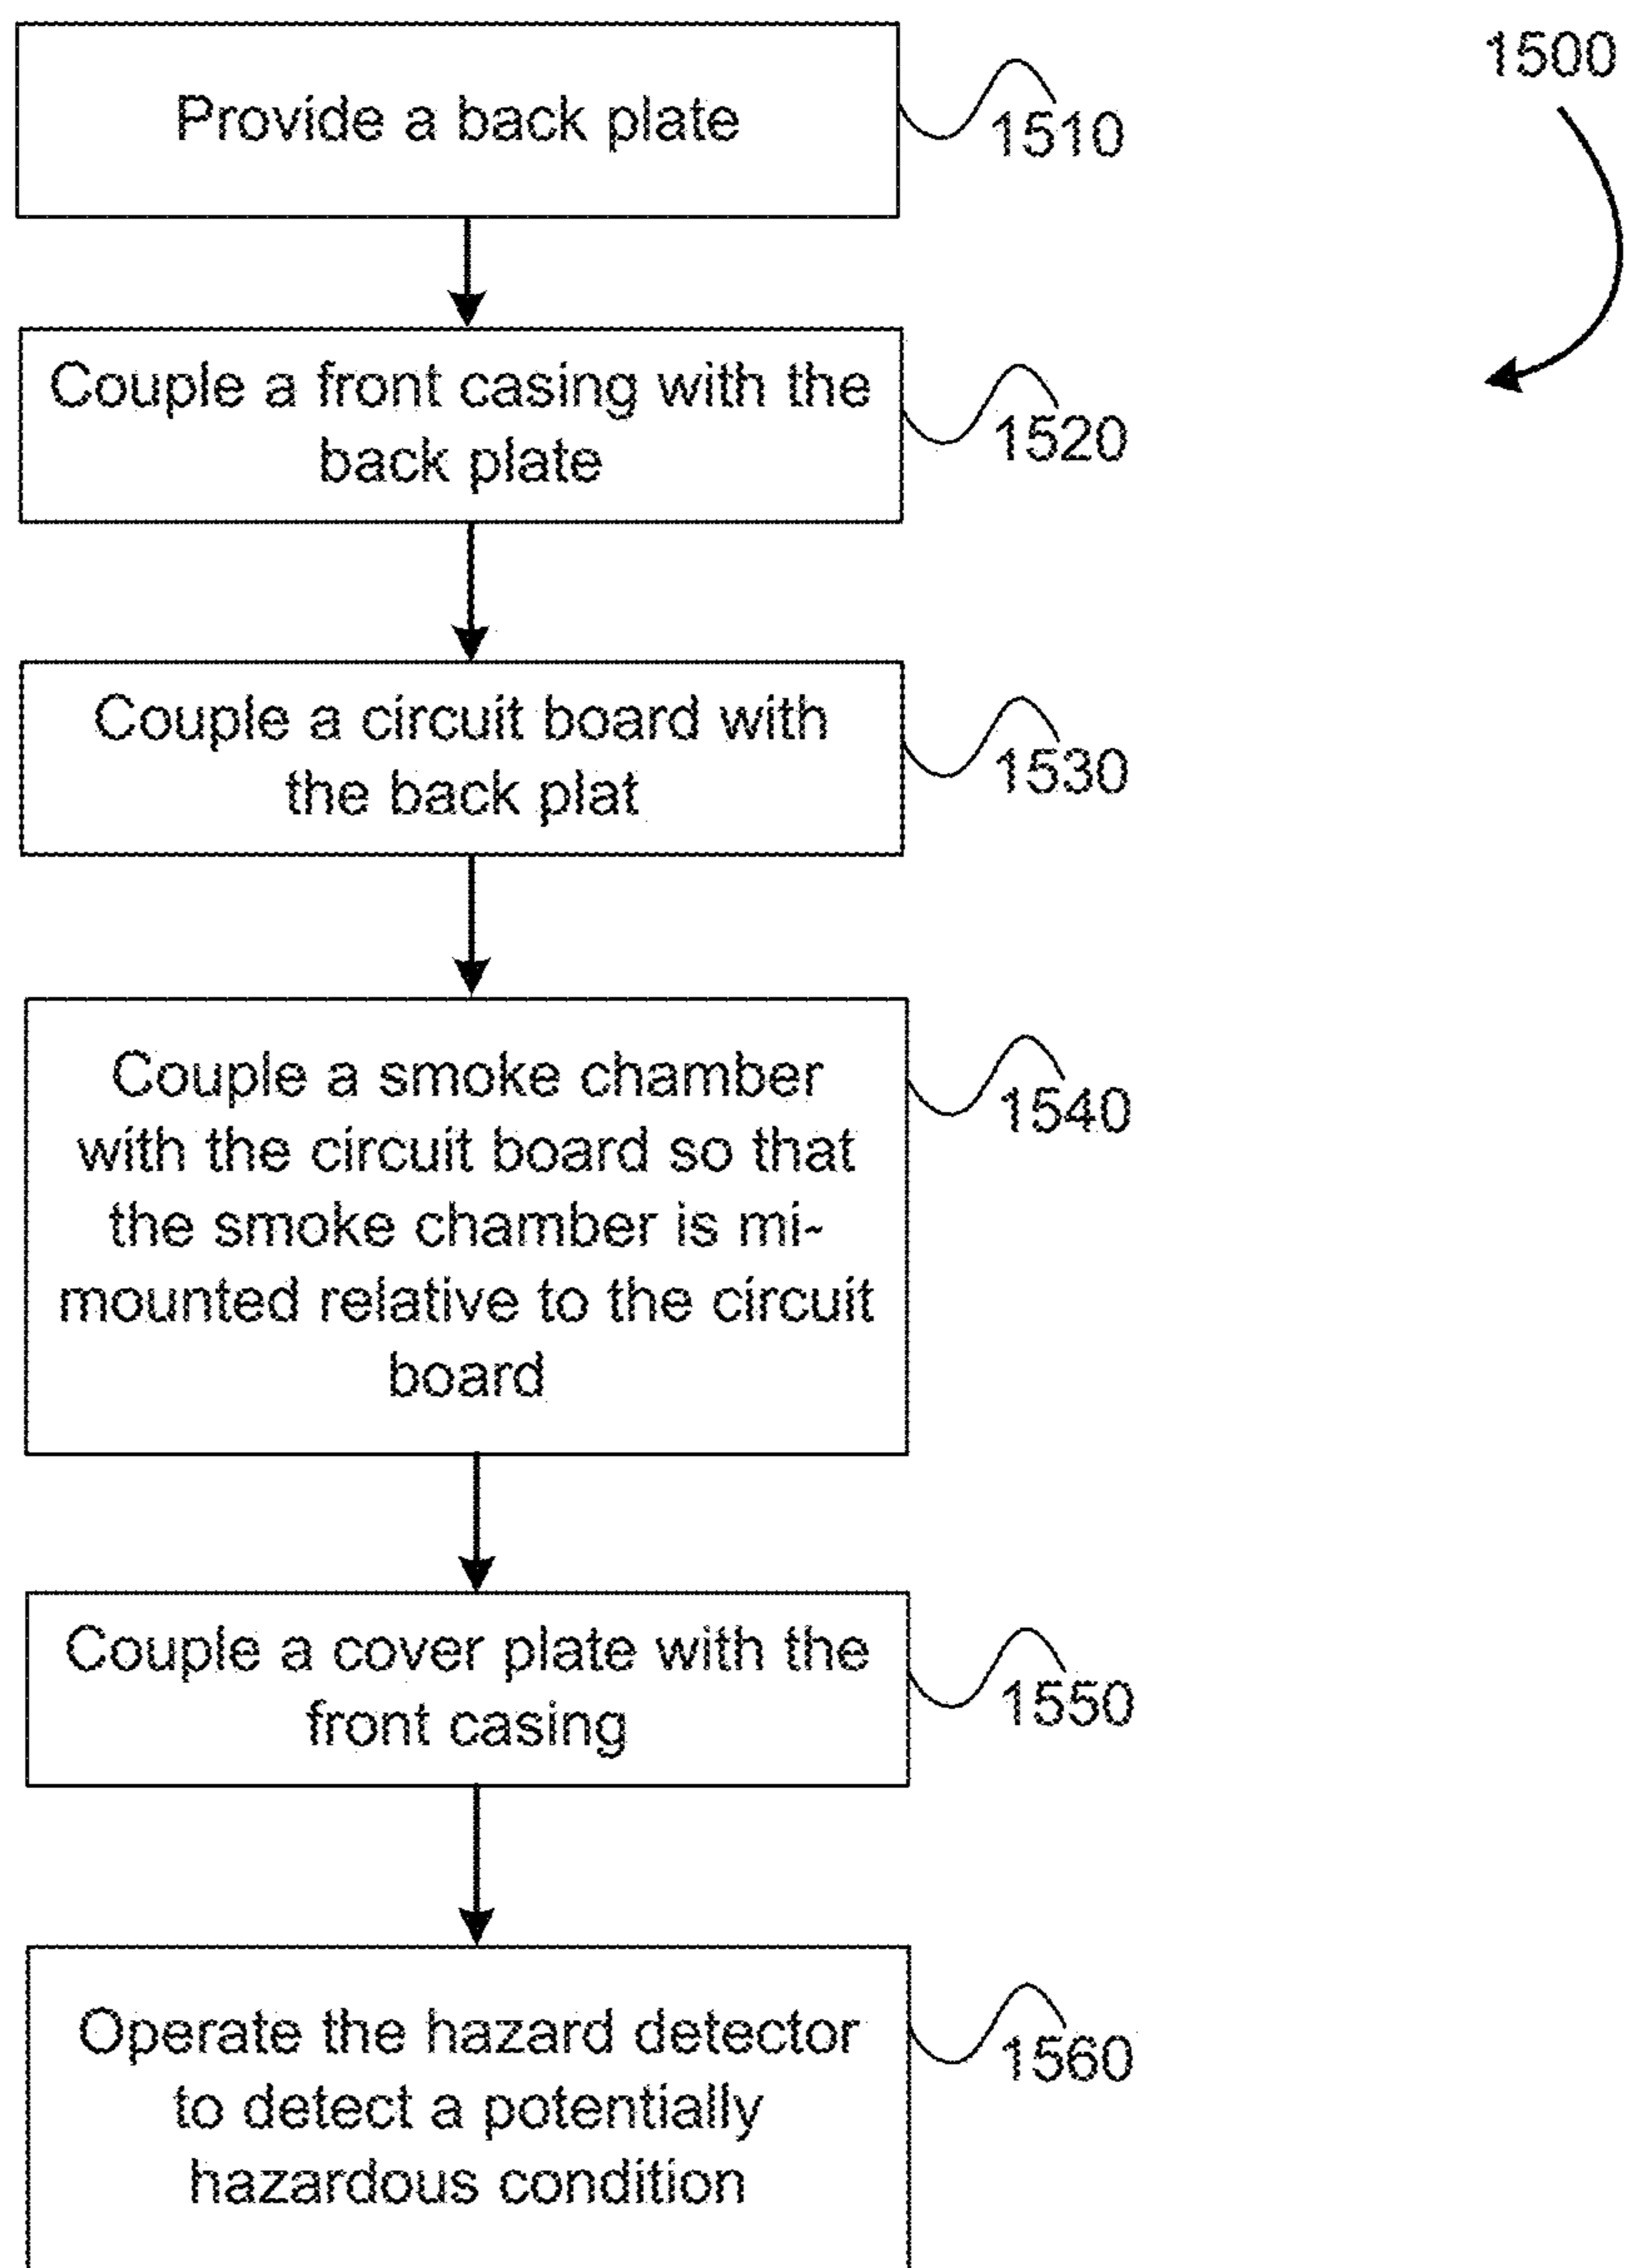 1500
Provide a back plate
1510
Couple a front casing with the
back plate
1520
Couple a circuit board with
the back plat
1530
Couple a smoke chamber
with the circuit board so that
the smoke chamber is mi-
mounted relative to the circuit
board
1540
Couple a cover plate with the
front casing
1550
Operate the hazard detector
to detect a potentially
hazardous condition
1560